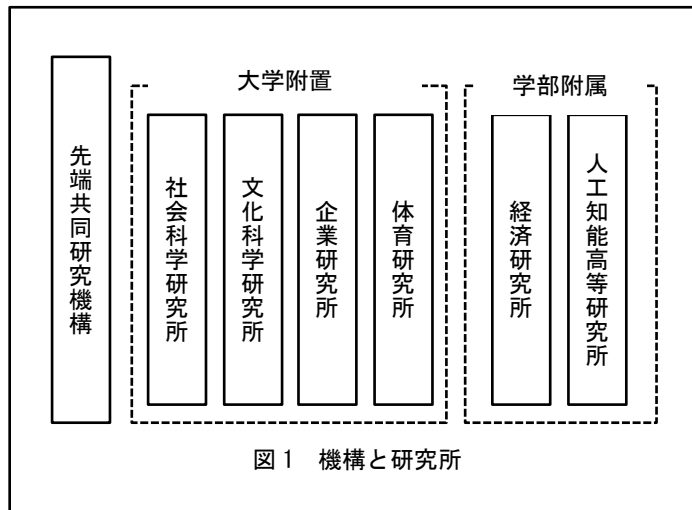 大学附置
学部附属
先端共同研究機構
社会科学研究所
文化科学研究所
企業研究所
体育研究所
経済研究所
人工知能高等研究所
図1 機構と研究所